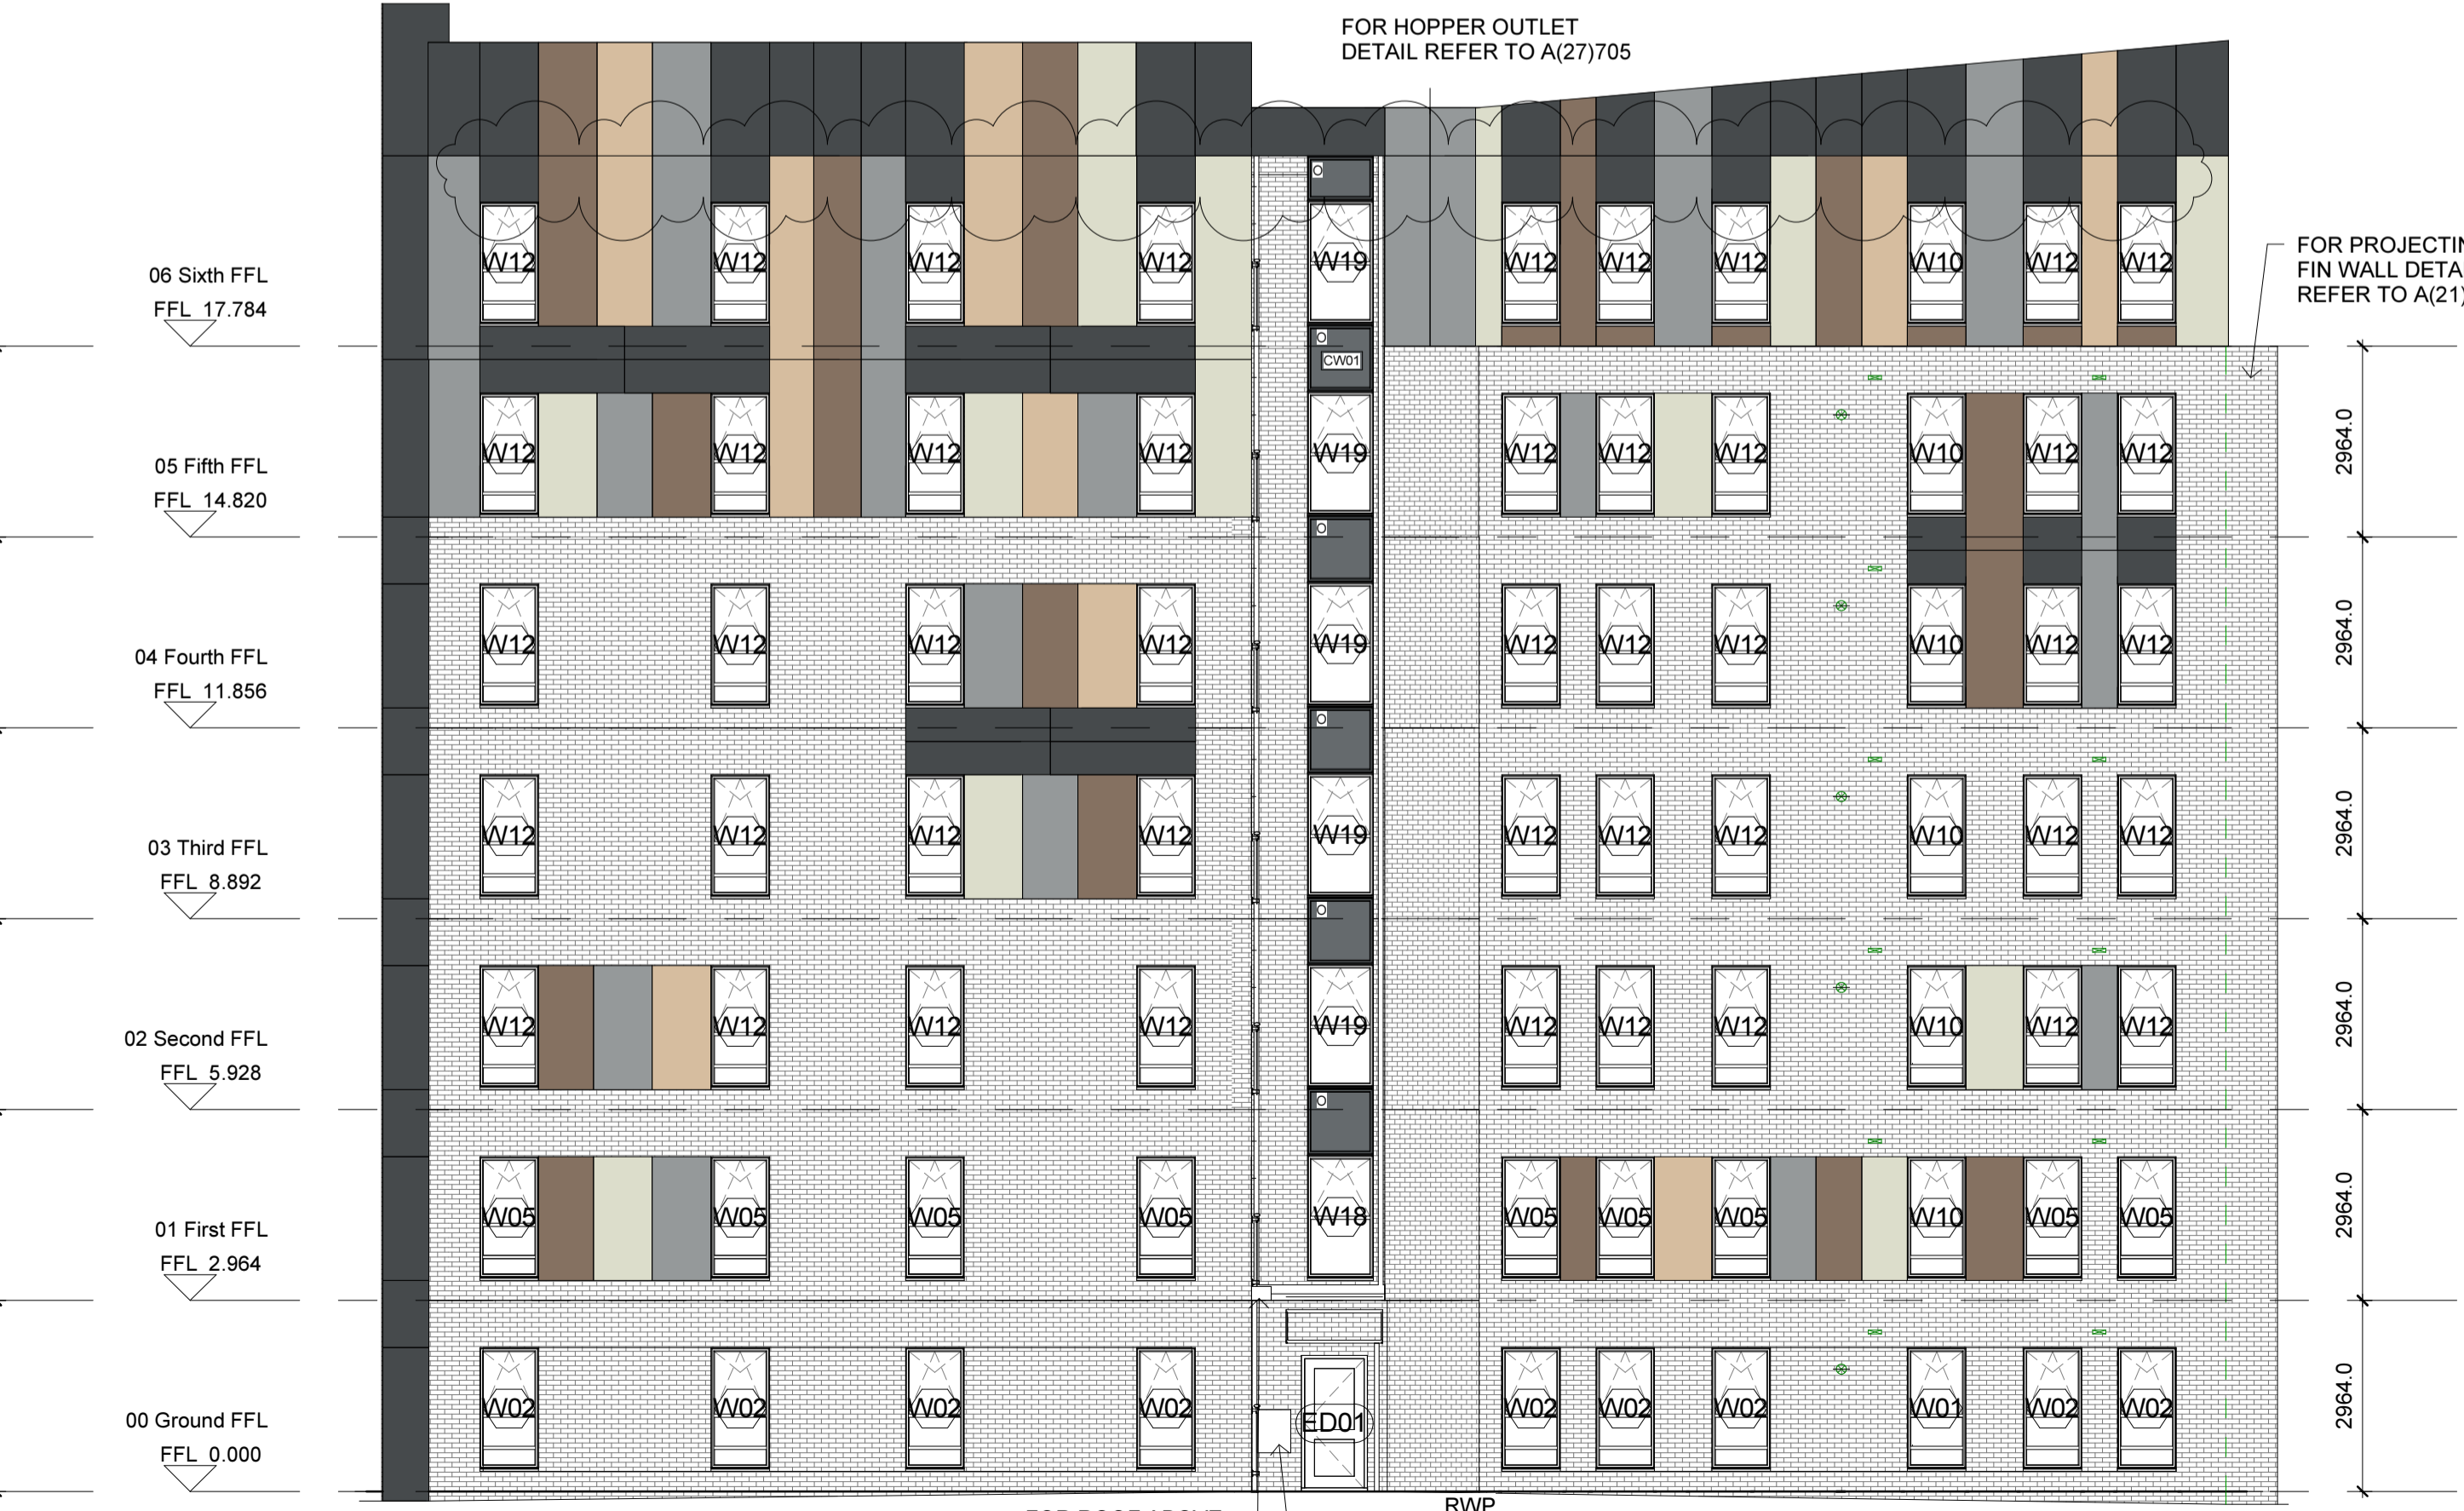 FOR HOPPER OUTLET
DETAIL REFER TO A(27)705
FOR PROJECTIN
FIN WALL DETA
REFER TO A(21)
06 Sixth FFL
FFL 17.784
W12 W12 W12 W12 W19 W12 W12 W12 W10 W12 W12
CW01
05 Fifth FFL
FFL 14.820
W12 W12 W12 W12 W19 W12 W12 W12 W10 W12 W12
2964.0
04 Fourth FFL
FFL 11.856
W12 W12 W12 W12 W19 W12 W12 W12 W10 W12 W12
2964.0
03 Third FFL
FFL 8.892
W12 W12 W12 W12 W19 W12 W12 W12 W10 W12 W12
2964.0
02 Second FFL
FFL 5.928
W12 W12 W12 W12 W19 W12 W12 W12 W10 W12 W12
2964.0
01 First FFL
FFL 2.964
W05 W05 W05 W05 W18 W05 W05 W05 W10 W05 W05
2964.0
00 Ground FFL
FFL 0.000
W02 W02 W02 W02 ED01 W02 W02 W02 W01 W02 W02
2964.0
FOR ROOF ABOVE
RWP